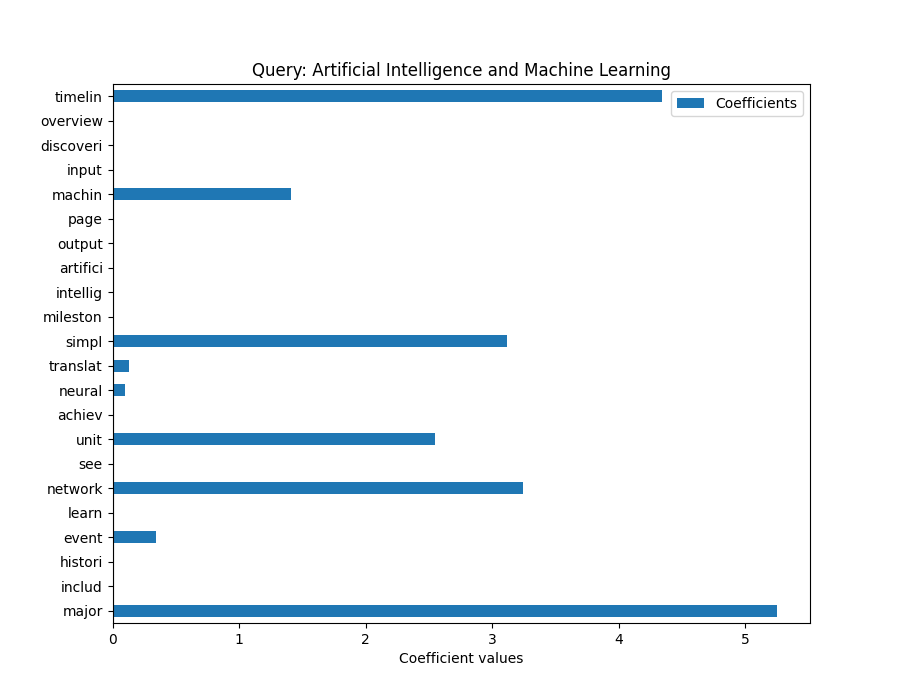 Query: Artificial Intelligence and Machine Learning
Coefficients
timelin
overview
discoveri
input
machin
page
output
artifici
intellig
mileston
simpl
translat
neural
achiev
unit
see
network
learn
event
histori
includ
major
0 1 2 3 4 5
Coefficient values